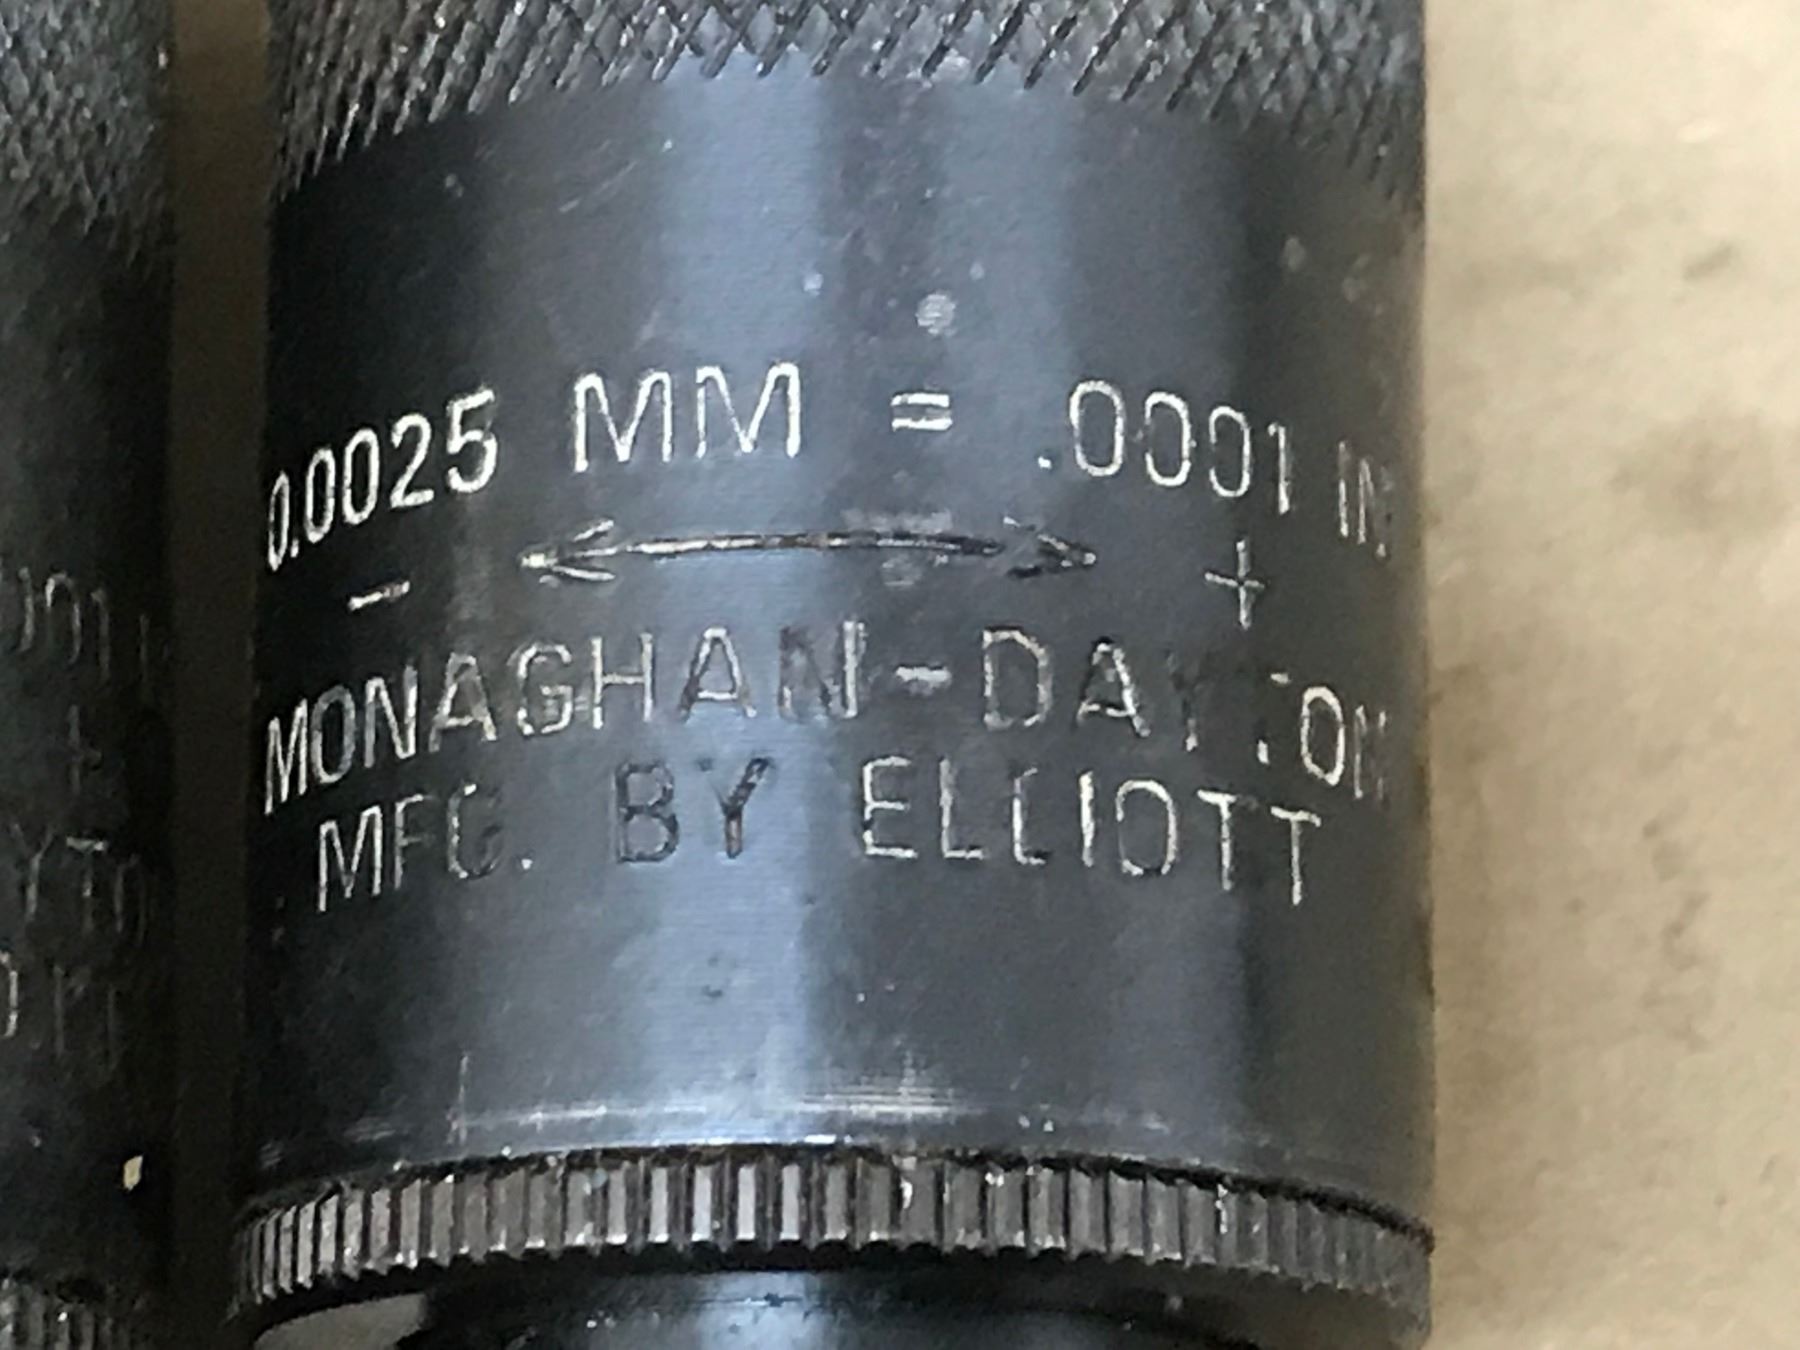 0.0025 MM = .0001 IN
- +
MONAGHAN-DAYTON
MFG. BY ELLIOTT